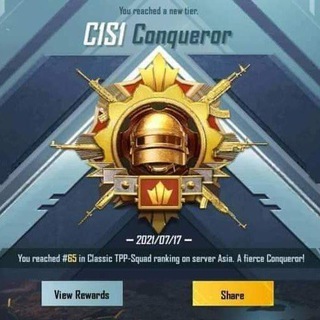 You reached a new tier.
C1S1 Conqueror
— 2021/07/17 —
You reached #65 in Classic TPP-Squad ranking on server Asia. A fierce Conqueror!
View Rewards
Share